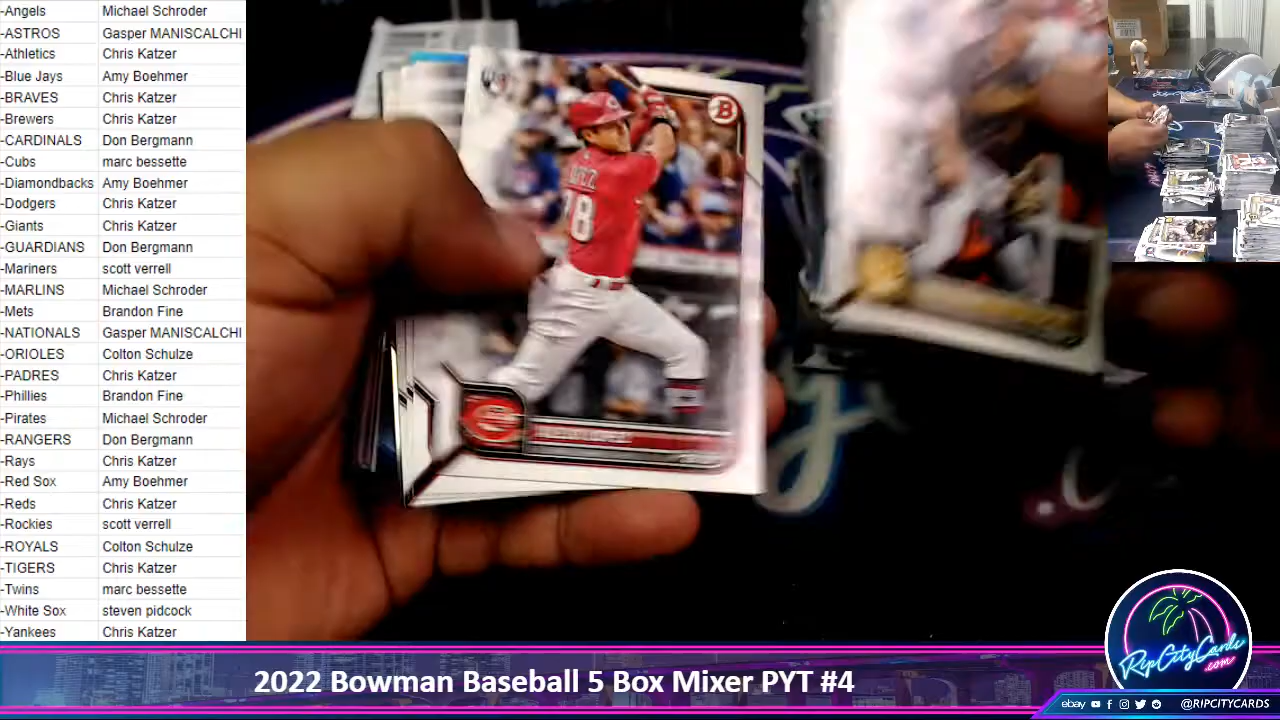 -Angels Michael Schroder
-ASTROS Gasper MANISCALCHI
-Athletics Chris Katzer
-Blue Jays Amy Boehmer
-BRAVES Chris Katzer
-Brewers Chris Katzer
-CARDINALS Don Bergmann
-Cubs marc bessette
-Diamondbacks Amy Boehmer
-Dodgers Chris Katzer
-Giants Chris Katzer
-GUARDIANS Don Bergmann
-Mariners scott verrell
-MARLINS Michael Schroder
-Mets Brandon Fine
-NATIONALS Gasper MANISCALCHI
-ORIOLES Colton Schulze
-PADRES Chris Katzer
-Phillies Brandon Fine
-Pirates Michael Schroder
-RANGERS Don Bergmann
-Rays Chris Katzer
-Red Sox Amy Boehmer
-Reds Chris Katzer
-Rockies scott verrell
-ROYALS Colton Schulze
-TIGERS Chris Katzer
-Twins marc bessette
-White Sox steven pidcock
-Yankees Chris Katzer
B
RipCityCards
.com
2022 Bowman Baseball 5 Box Mixer PYT #4
ebay @RIPCITYCARDS